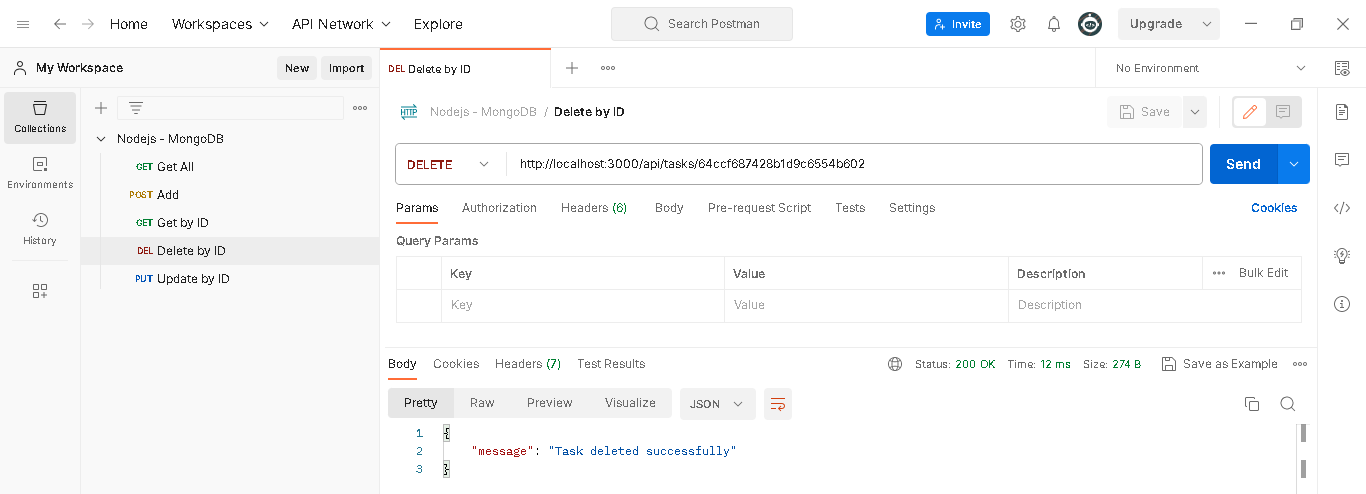 Home Workspaces API Network Explore Search Postman Invite Upgrade
My Workspace New Import DEL Delete by ID No Environment
Collections
Environments
History
Nodejs - MongoDB
GET Get All
POST Add
GET Get by ID
DEL Delete by ID
PUT Update by ID
HTTP Nodejs - MongoDB / Delete by ID Save
DELETE http://localhost:3000/api/tasks/64ccf687428b1d9c6554b602 Send
Params Authorization Headers (6) Body Pre-request Script Tests Settings Cookies
Query Params
Key Value Description Bulk Edit
Key Value Description
Body Cookies Headers (7) Test Results Status: 200 OK Time: 12 ms Size: 274 B Save as Example
Pretty Raw Preview Visualize JSON
1 {
2 "message": "Task deleted successfully"
3 }